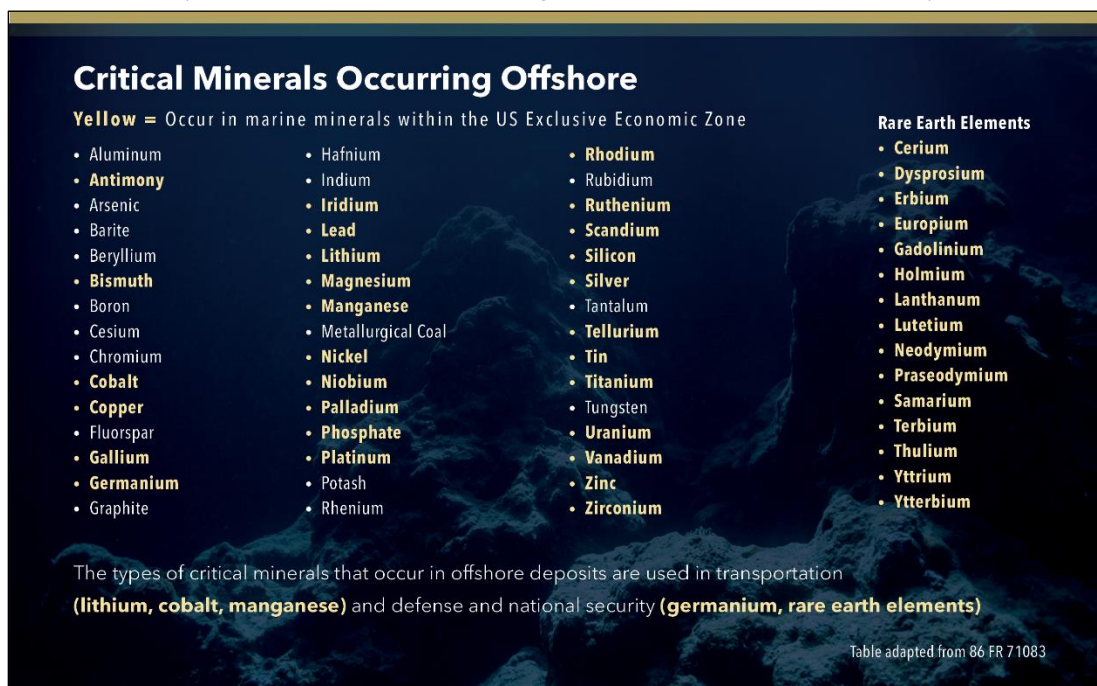 Critical Minerals Occurring Offshore
Yellow = Occur in marine minerals within the US Exclusive Economic Zone
• Aluminum
• Antimony
• Arsenic
• Barite
• Beryllium
• Bismuth
• Boron
• Cesium
• Chromium
• Cobalt
• Copper
• Fluorspar
• Gallium
• Germanium
• Graphite
• Hafnium
• Indium
• Iridium
• Lead
• Lithium
• Magnesium
• Manganese
• Metallurgical Coal
• Nickel
• Niobium
• Palladium
• Phosphate
• Platinum
• Potash
• Rhenium
• Rhodium
• Rubidium
• Ruthenium
• Scandium
• Silicon
• Silver
• Tantalum
• Tellurium
• Tin
• Titanium
• Tungsten
• Uranium
• Vanadium
• Zinc
• Zirconium
Rare Earth Elements
• Cerium
• Dysprosium
• Erbium
• Europium
• Gadolinium
• Holmium
• Lanthanum
• Lutetium
• Neodymium
• Praseodymium
• Samarium
• Terbium
• Thulium
• Yttrium
• Ytterbium
The types of critical minerals that occur in offshore deposits are used in transportation
(lithium, cobalt, manganese) and defense and national security (germanium, rare earth elements)
Table adapted from 86 FR 71083